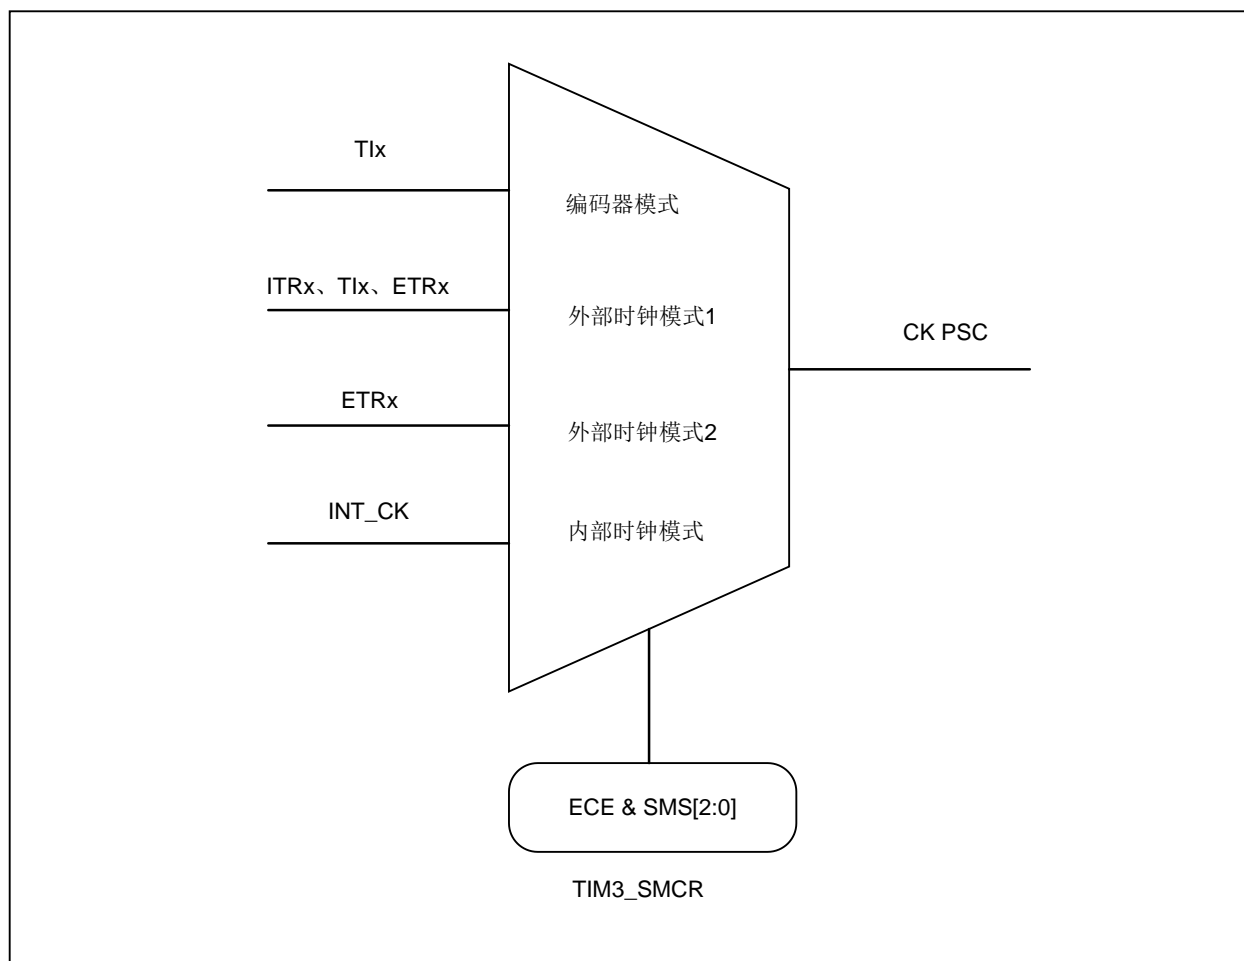 TIx
编码器模式
ITRx、TIx、ETRx
外部时钟模式1
CK PSC
ETRx
外部时钟模式2
INT_CK
内部时钟模式
ECE & SMS[2:0]
TIM3_SMCR